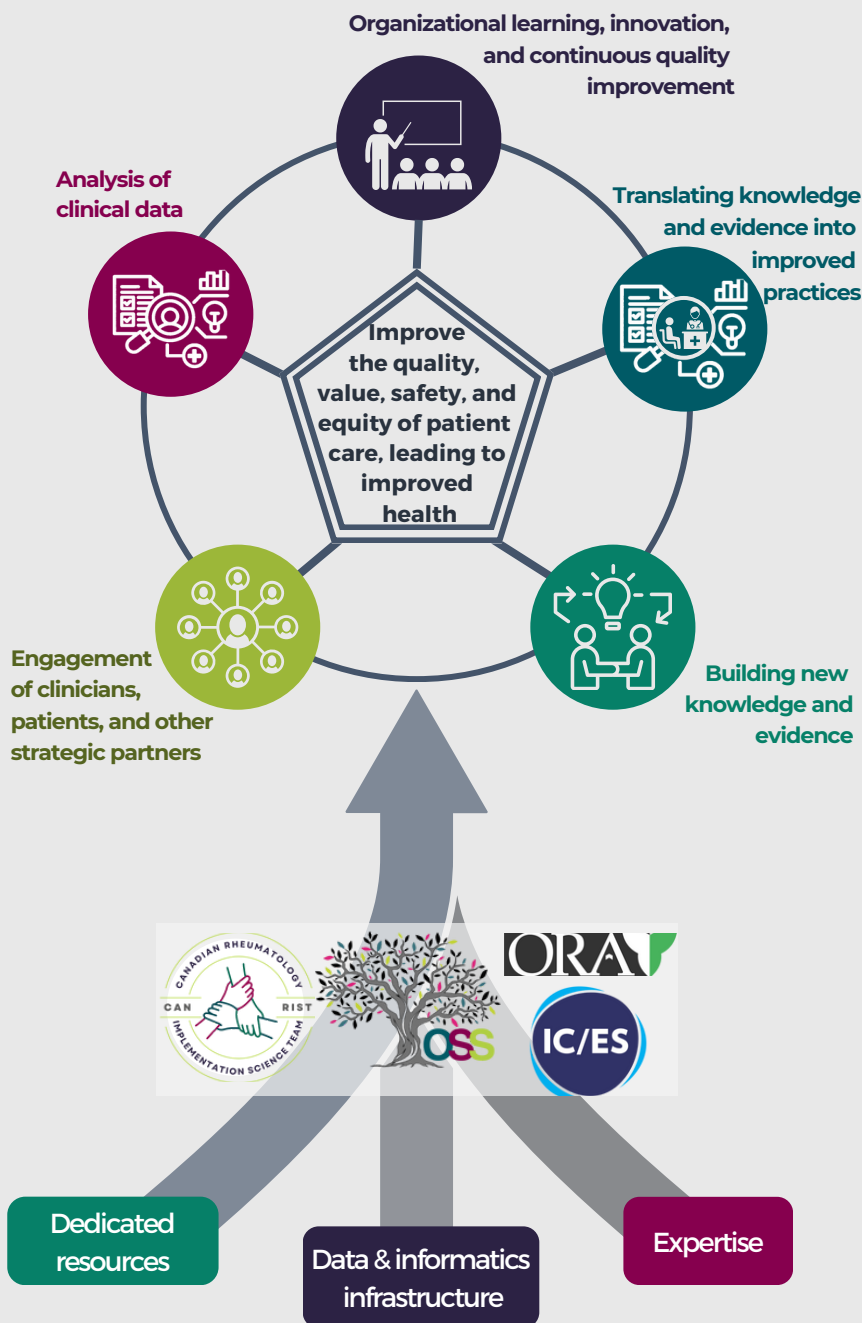 Organizational learning, innovation,
and continuous quality
improvement
Analysis of
clinical data
Translating knowledge
and evidence into
improved
practices
Improve
the quality,
value, safety, and
equity of patient
care, leading to
improved
health
Engagement
of clinicians,
patients, and other
strategic partners
Building new
knowledge and
evidence
CANADIAN RHEUMATOLOGY
CAN RIST
IMPLEMENTATION SCIENCE TEAM
OSS
ORA
IC/ES
Dedicated
resources
Data & informatics
infrastructure
Expertise